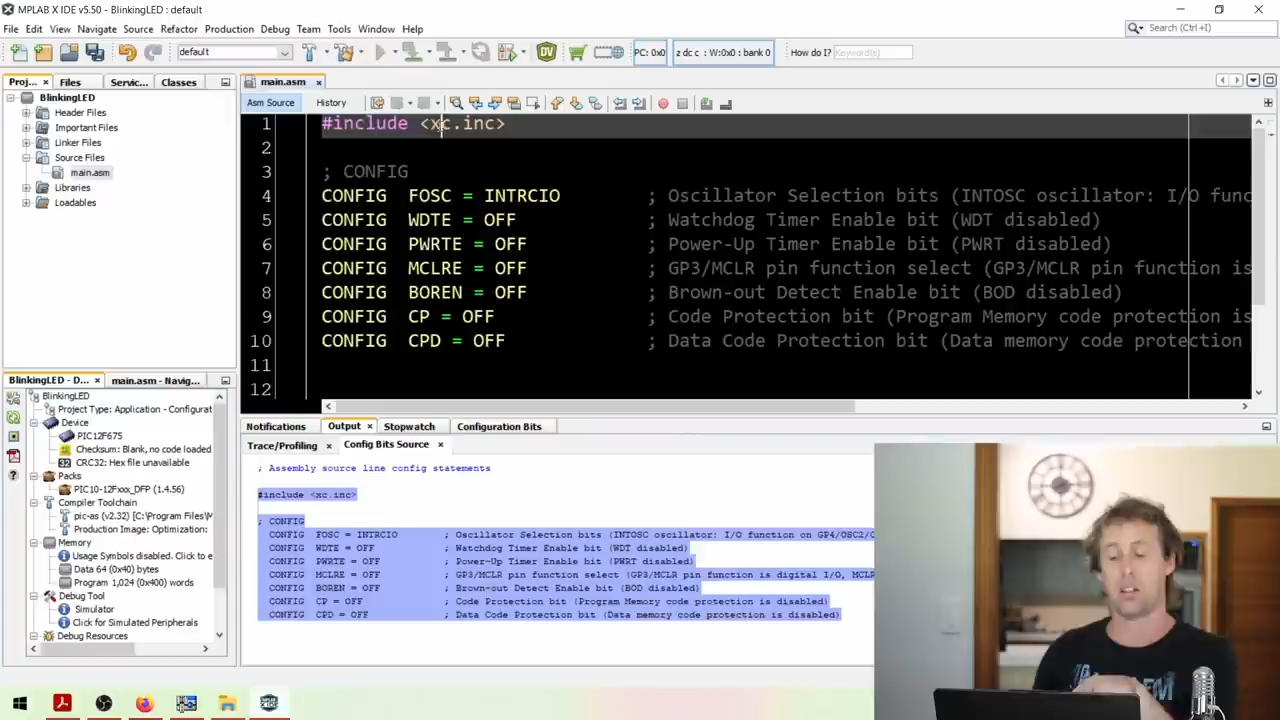 MPLAB X IDE v5.50 - BlinkingLED : default
File Edit View Navigate Source Refactor Production Debug Team Tools Window Help
Search (Ctrl+I)
default
DV
PC: 0x0
z dc c : W:0x0 : bank 0
How do I?
Keyword(s)
Proj... × Files Servic... Classes
main.asm ×
BlinkingLED
Header Files
Important Files
Linker Files
Source Files
main.asm
Libraries
Loadables
Asm Source History
1 #include <xc.inc>
2
3 ; CONFIG
4 CONFIG FOSC = INTRCIO ; Oscillator Selection bits (INTOSC oscillator: I/O func
5 CONFIG WDTE = OFF ; Watchdog Timer Enable bit (WDT disabled)
6 CONFIG PWRTE = OFF ; Power-Up Timer Enable bit (PWRT disabled)
7 CONFIG MCLRE = OFF ; GP3/MCLR pin function select (GP3/MCLR pin function is
8 CONFIG BOREN = OFF ; Brown-out Detect Enable bit (BOD disabled)
9 CONFIG CP = OFF ; Code Protection bit (Program Memory code protection is
10 CONFIG CPD = OFF ; Data Code Protection bit (Data memory code protection
11
12
BlinkingLED - D... × main.asm - Navig...
BlinkingLED
Project Type: Application - Configurat
Device
PIC12F675
Checksum: Blank, no code loaded
CRC32: Hex file unavailable
Packs
PIC10-12Fxxx_DFP (1.4.56)
Compiler Toolchain
pic-as (v2.32) [C:\Program Files\M
Production Image: Optimization:
Memory
Usage Symbols disabled. Click to e
Data 64 (0x40) bytes
Program 1,024 (0x400) words
Debug Tool
Simulator
Click for Simulated Peripherals
Debug Resources
Notifications Output × Stopwatch Configuration Bits
Trace/Profiling × Config Bits Source ×
; Assembly source line config statements
#include <xc.inc>
; CONFIG
CONFIG FOSC = INTRCIO ; Oscillator Selection bits (INTOSC oscillator: I/O function on GP4/OSC2/C
CONFIG WDTE = OFF ; Watchdog Timer Enable bit (WDT disabled)
CONFIG PWRTE = OFF ; Power-Up Timer Enable bit (PWRT disabled)
CONFIG MCLRE = OFF ; GP3/MCLR pin function select (GP3/MCLR pin function is digital I/O, MCLR
CONFIG BOREN = OFF ; Brown-out Detect Enable bit (BOD disabled)
CONFIG CP = OFF ; Code Protection bit (Program Memory code protection is disabled)
CONFIG CPD = OFF ; Data Code Protection bit (Data memory code protection is disabled)